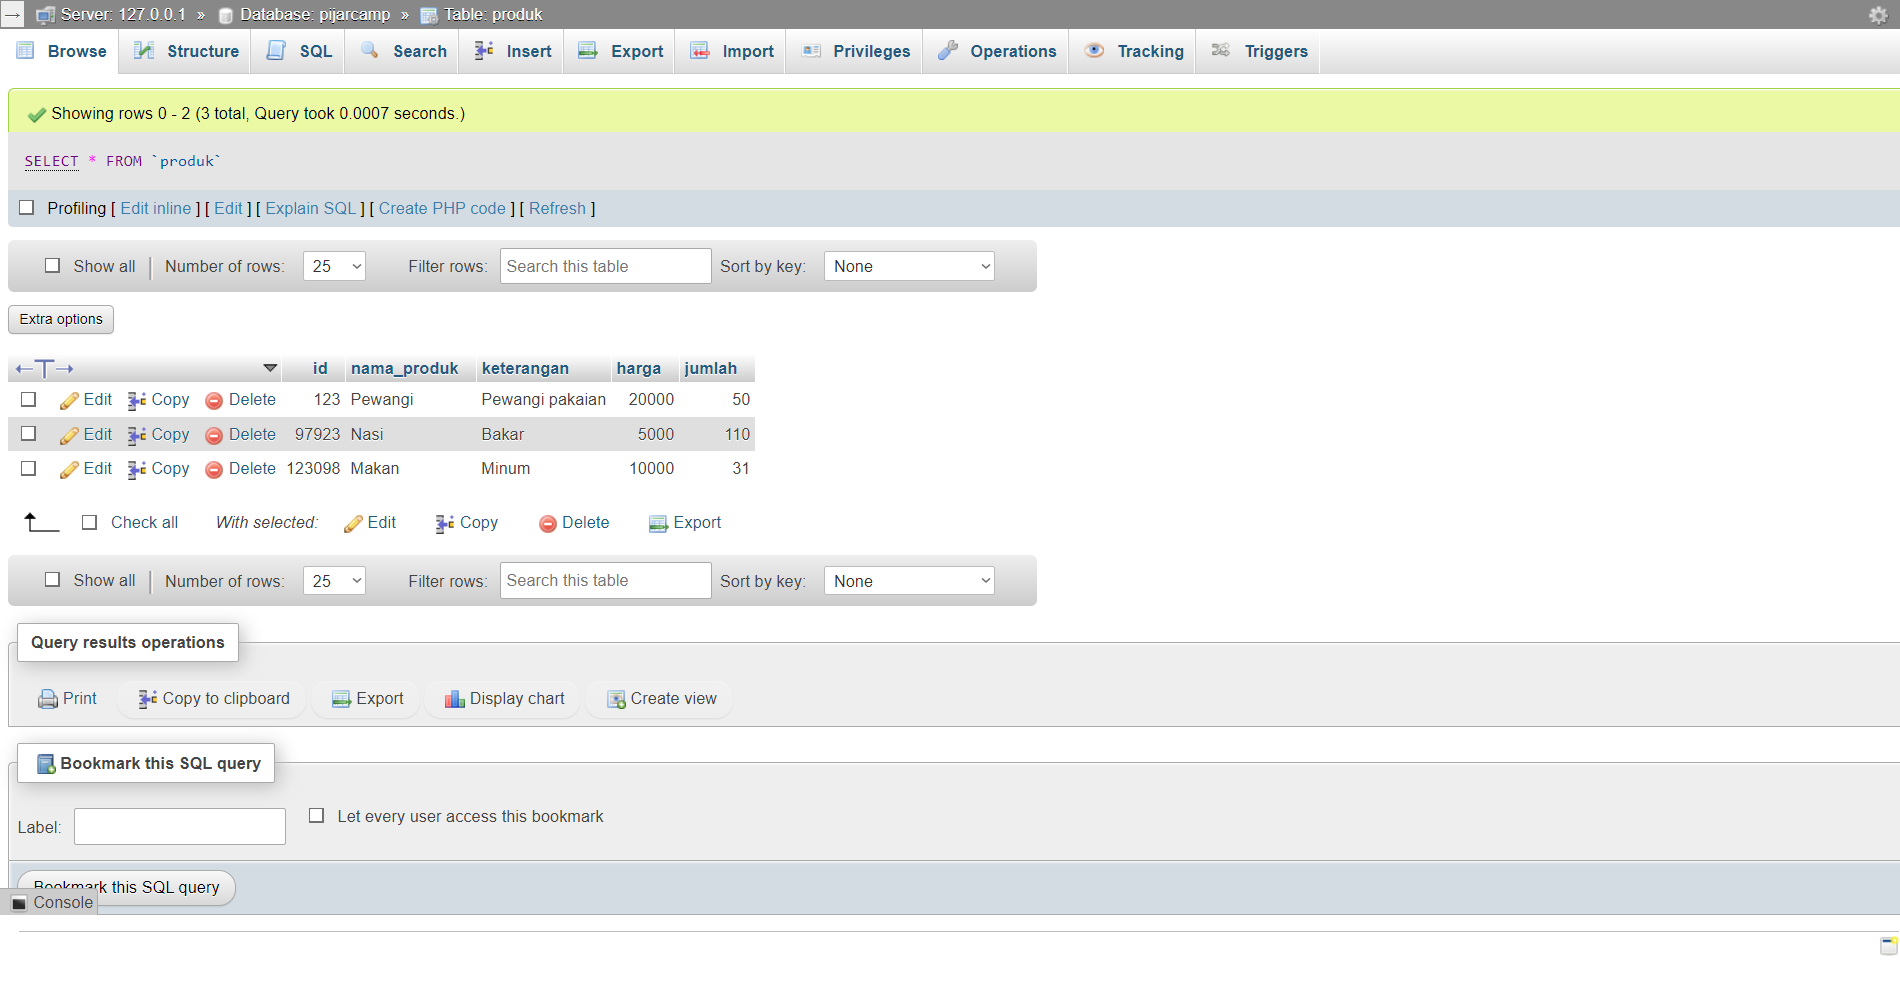 Server: 127.0.0.1 » Database: pijarcamp » Table: produk
Browse Structure SQL Search Insert Export Import Privileges Operations Tracking Triggers
Showing rows 0 - 2 (3 total, Query took 0.0007 seconds.)
SELECT * FROM `produk`
Profiling [ Edit inline ] [ Edit ] [ Explain SQL ] [ Create PHP code ] [ Refresh ]
Show all Number of rows: 25 Filter rows: Search this table Sort by key: None
Extra options
id nama_produk keterangan harga jumlah
Edit Copy Delete 123 Pewangi Pewangi pakaian 20000 50
Edit Copy Delete 97923 Nasi Bakar 5000 110
Edit Copy Delete 123098 Makan Minum 10000 31
Check all With selected: Edit Copy Delete Export
Show all Number of rows: 25 Filter rows: Search this table Sort by key: None
Query results operations
Print Copy to clipboard Export Display chart Create view
Bookmark this SQL query
Label: Let every user access this bookmark
Bookmark this SQL query
Console